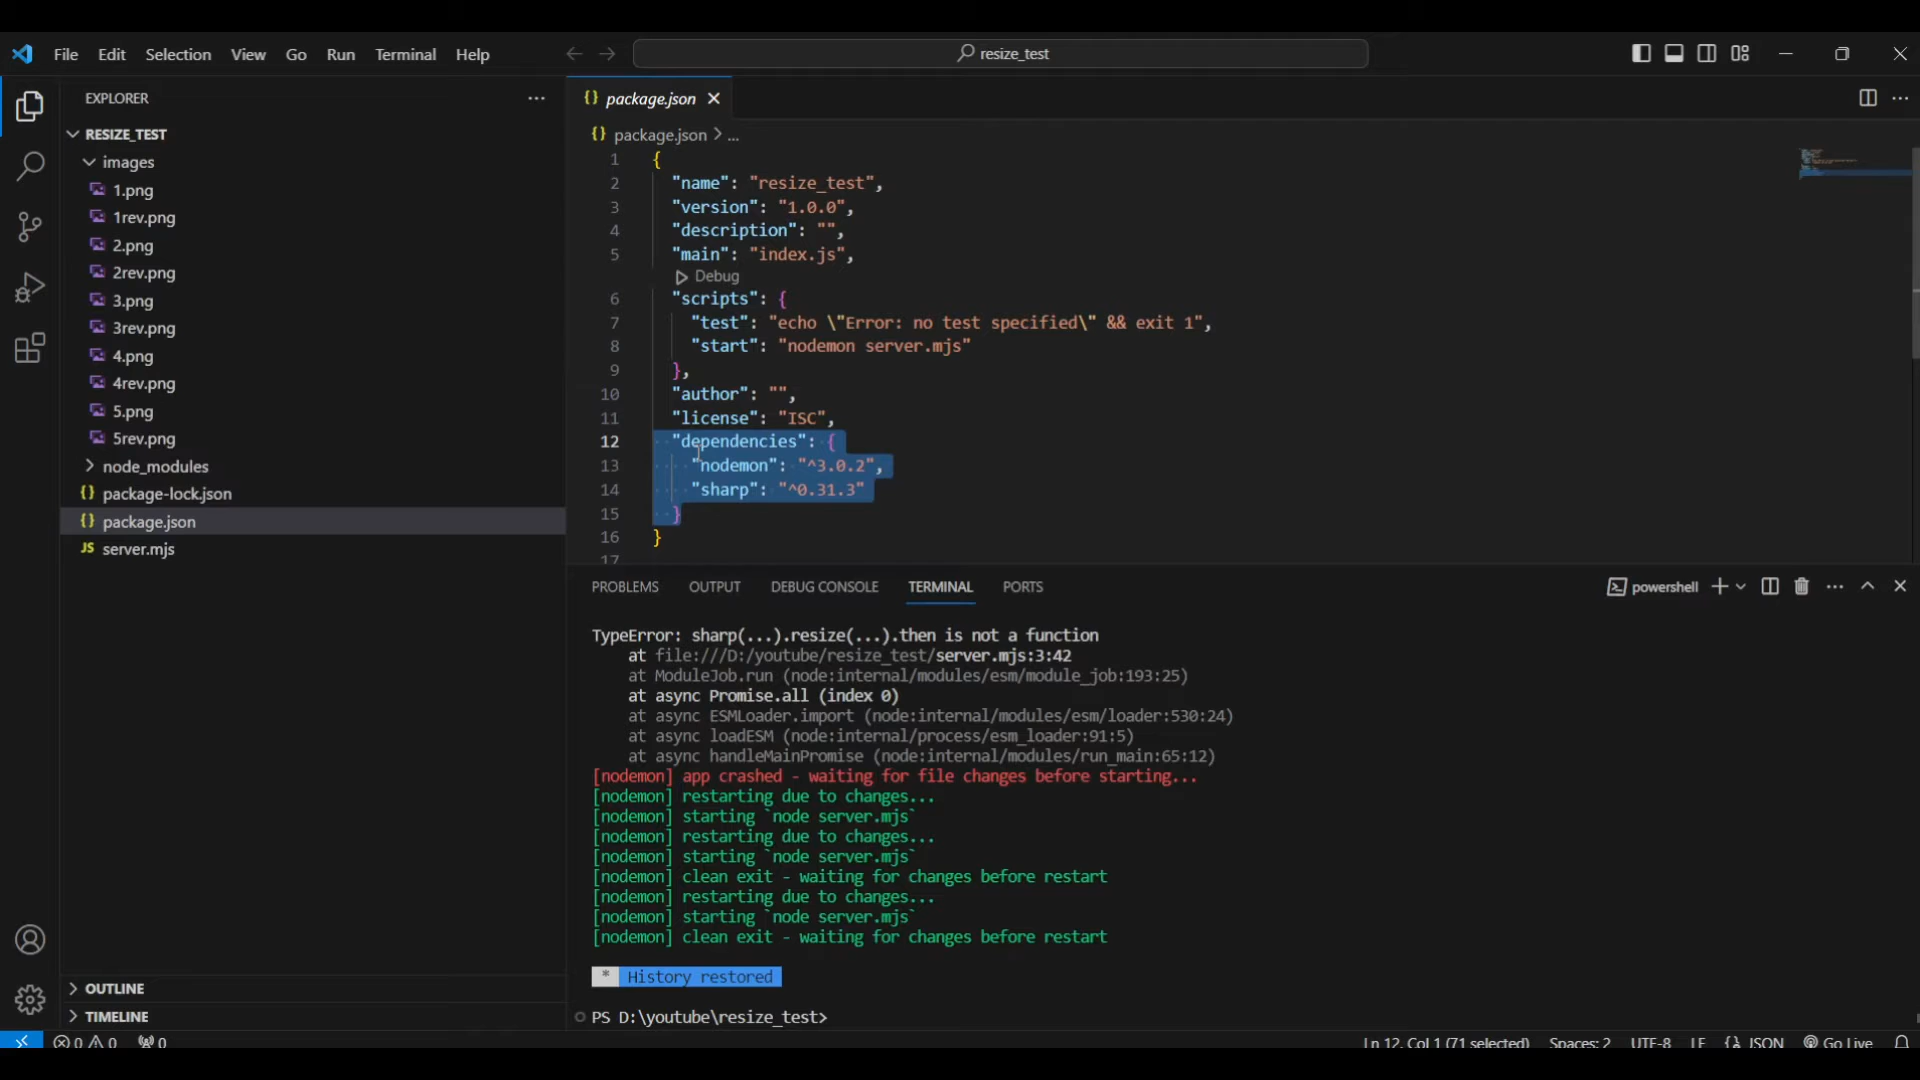 File Edit Selection View Go Run Terminal Help
resize_test
EXPLORER
RESIZE_TEST
images
1.png
1rev.png
2.png
2rev.png
3.png
3rev.png
4.png
4rev.png
5.png
5rev.png
node_modules
{} package-lock.json
{} package.json
JS server.mjs
OUTLINE
TIMELINE
{} package.json
{} package.json > ...
1 {
2 "name": "resize_test",
3 "version": "1.0.0",
4 "description": "",
5 "main": "index.js",
Debug
6 "scripts": {
7 "test": "echo \"Error: no test specified\" && exit 1",
8 "start": "nodemon server.mjs"
9 },
10 "author": "",
11 "license": "ISC",
12 "dependencies": {
13 "nodemon": "^3.0.2",
14 "sharp": "^0.31.3"
15 }
16 }
17
PROBLEMS OUTPUT DEBUG CONSOLE TERMINAL PORTS
powershell
TypeError: sharp(...).resize(...).then is not a function
at file:///D:/youtube/resize_test/server.mjs:3:42
at ModuleJob.run (node:internal/modules/esm/module_job:193:25)
at async Promise.all (index 0)
at async ESMLoader.import (node:internal/modules/esm/loader:530:24)
at async loadESM (node:internal/process/esm_loader:91:5)
at async handleMainPromise (node:internal/modules/run_main:65:12)
[nodemon] app crashed - waiting for file changes before starting...
[nodemon] restarting due to changes...
[nodemon] starting `node server.mjs`
[nodemon] restarting due to changes...
[nodemon] starting `node server.mjs`
[nodemon] clean exit - waiting for changes before restart
[nodemon] restarting due to changes...
[nodemon] starting `node server.mjs`
[nodemon] clean exit - waiting for changes before restart
* History restored
PS D:\youtube\resize_test>
0 0 0
Ln 12, Col 1 (71 selected) Spaces: 2 UTF-8 LF {} JSON Go Live